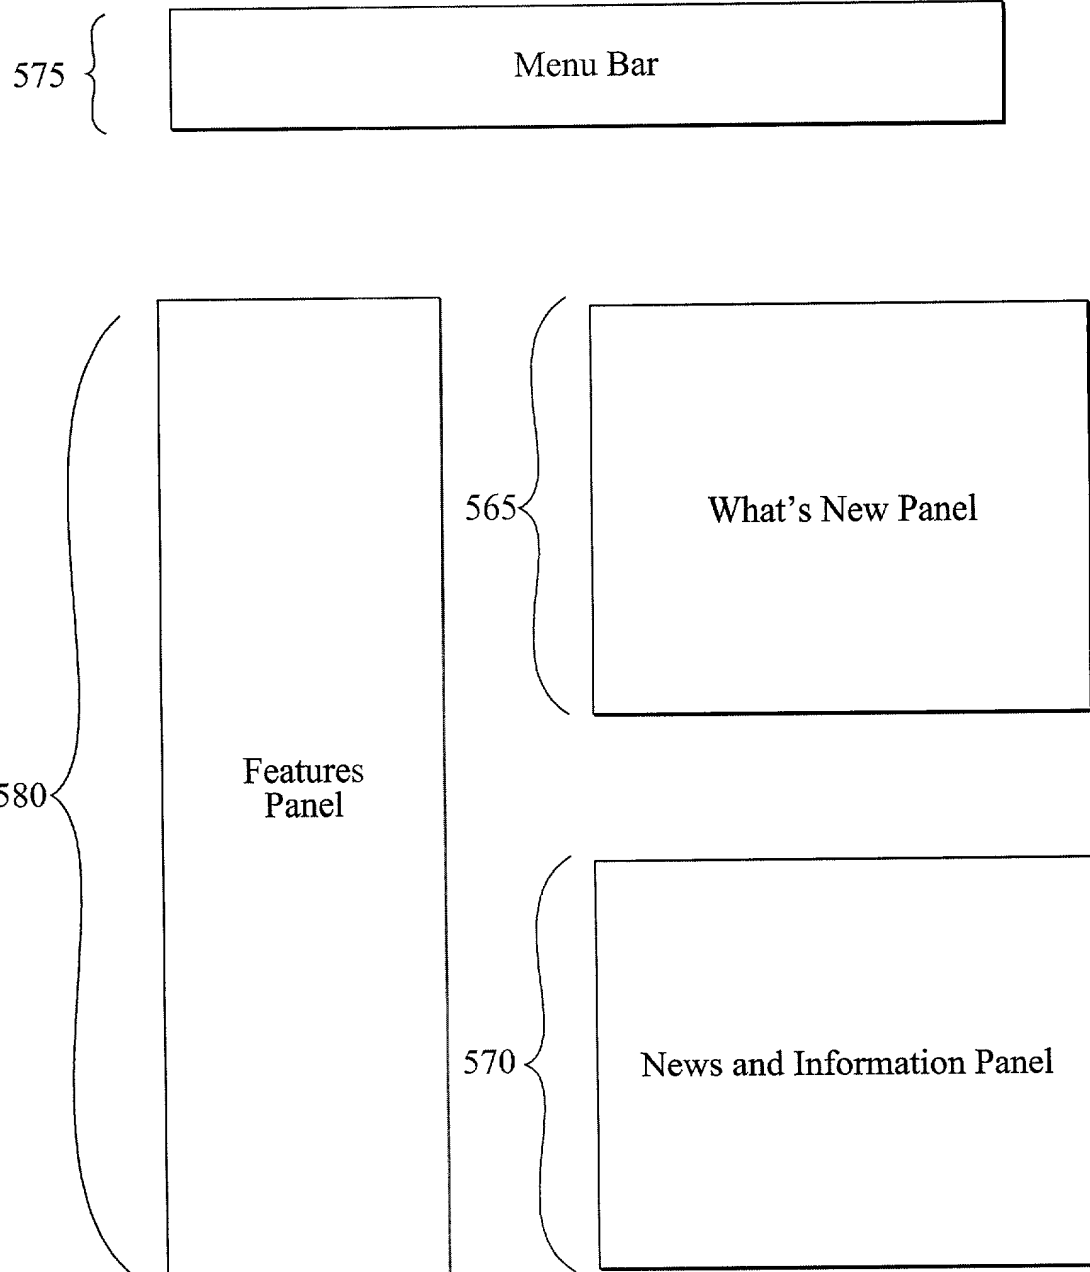 575
Menu Bar
565
What's New Panel
Features
Panel
580
570
News and Information Panel